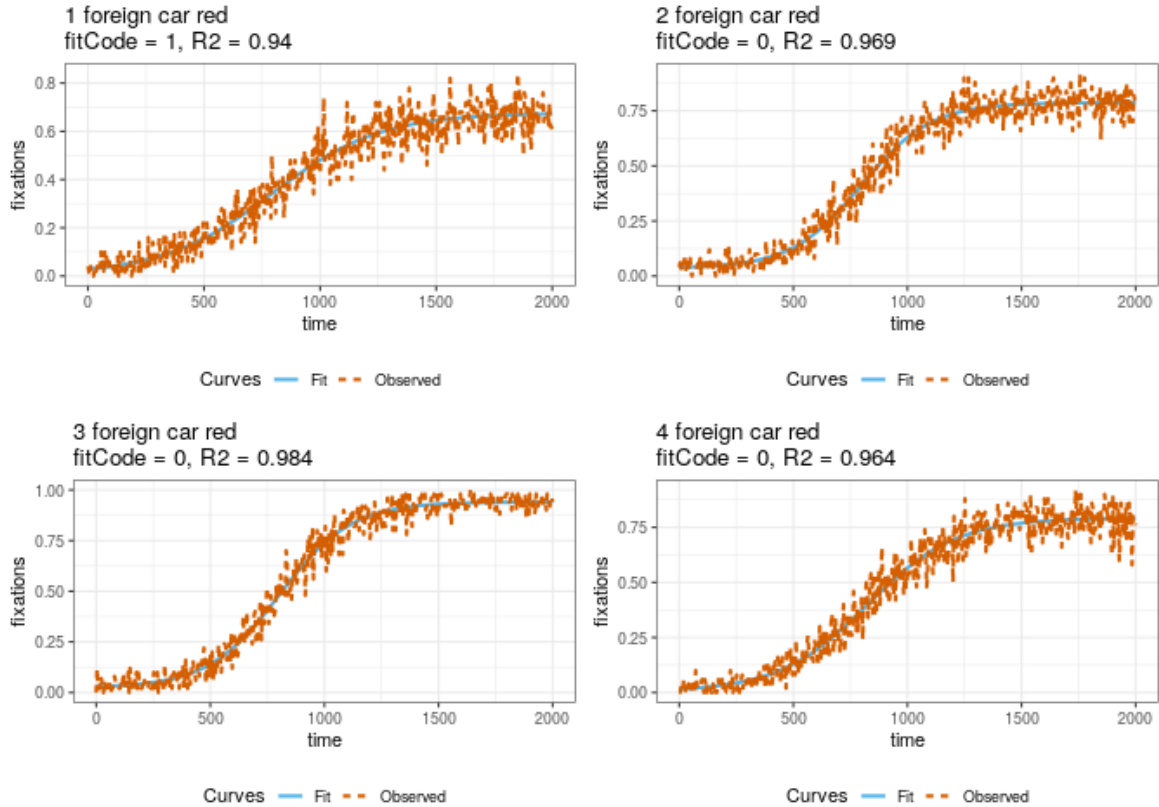 1 foreign car red
fitCode = 1, R2 = 0.94
0.8
0.6
0.4
0.2
0.0
fixations
0 500 1000 1500 2000
time
Curves Fit Observed
2 foreign car red
fitCode = 0, R2 = 0.969
0.75
0.50
0.25
0.00
fixations
0 500 1000 1500 2000
time
Curves Fit Observed
3 foreign car red
fitCode = 0, R2 = 0.984
1.00
0.75
0.50
0.25
0.00
fixations
0 500 1000 1500 2000
time
Curves Fit Observed
4 foreign car red
fitCode = 0, R2 = 0.964
0.75
0.50
0.25
0.00
fixations
0 500 1000 1500 2000
time
Curves Fit Observed